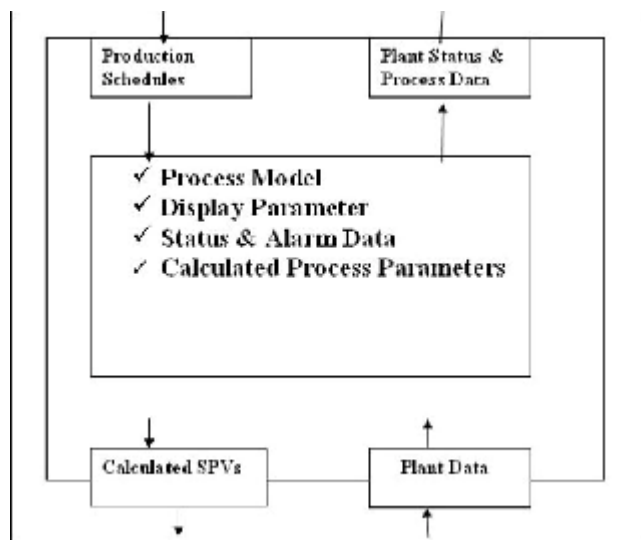 Production
Schedules
Plant Status &
Process Data
✓ Process Model
✓ Display Parameter
✓ Status & Alarm Data
✓ Calculated Process Parameters
Calculated SPVs
Plant Data